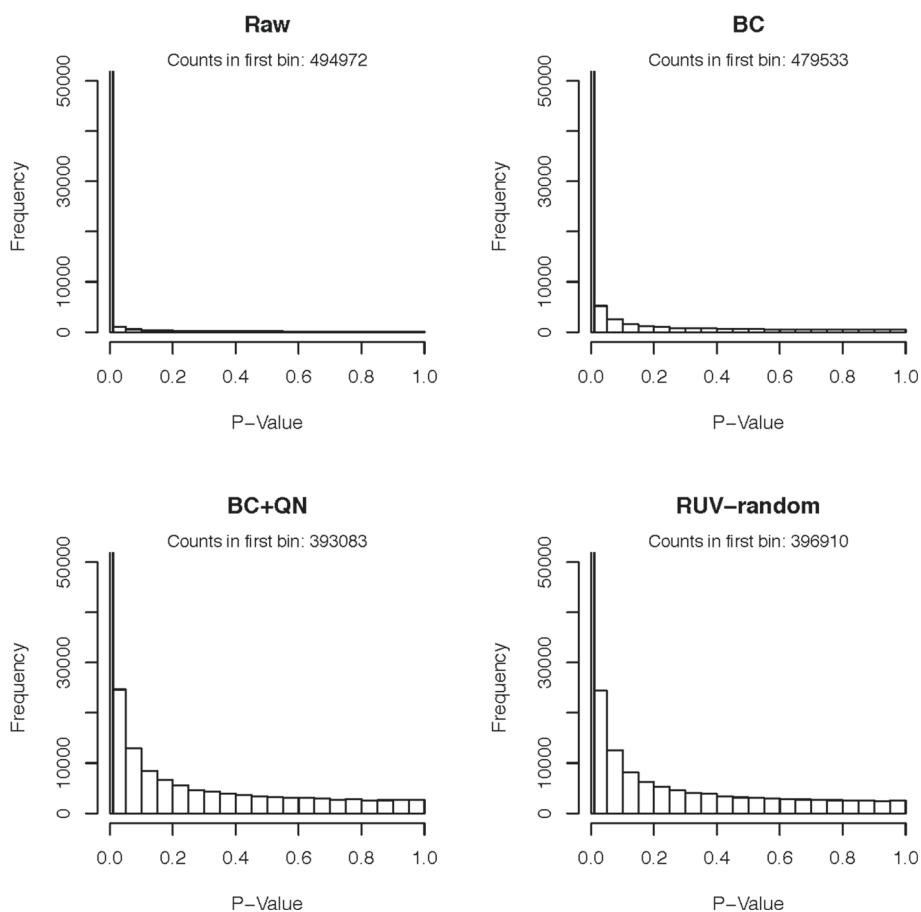 Raw
Counts in first bin: 494972
Frequency
0 10000 30000 50000
0.0 0.2 0.4 0.6 0.8 1.0
P-Value
BC
Counts in first bin: 479533
Frequency
0 10000 30000 50000
0.0 0.2 0.4 0.6 0.8 1.0
P-Value
BC+QN
Counts in first bin: 393083
Frequency
0 10000 30000 50000
0.0 0.2 0.4 0.6 0.8 1.0
P-Value
RUV-random
Counts in first bin: 396910
Frequency
0 10000 30000 50000
0.0 0.2 0.4 0.6 0.8 1.0
P-Value